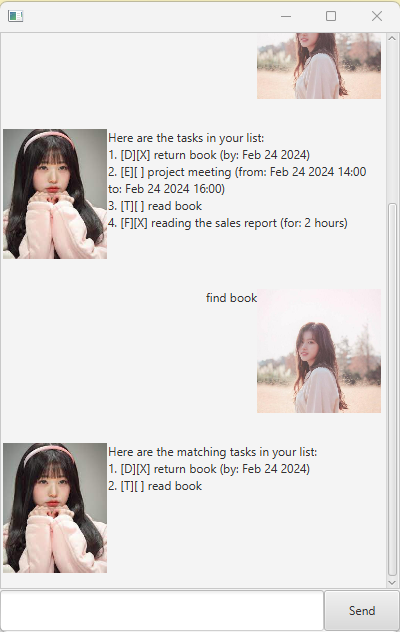 Here are the tasks in your list:
1. [D][X] return book (by: Feb 24 2024)
2. [E][ ] project meeting (from: Feb 24 2024 14:00
to: Feb 24 2024 16:00)
3. [T][ ] read book
4. [F][X] reading the sales report (for: 2 hours)
find book
Here are the matching tasks in your list:
1. [D][X] return book (by: Feb 24 2024)
2. [T][ ] read book
Send